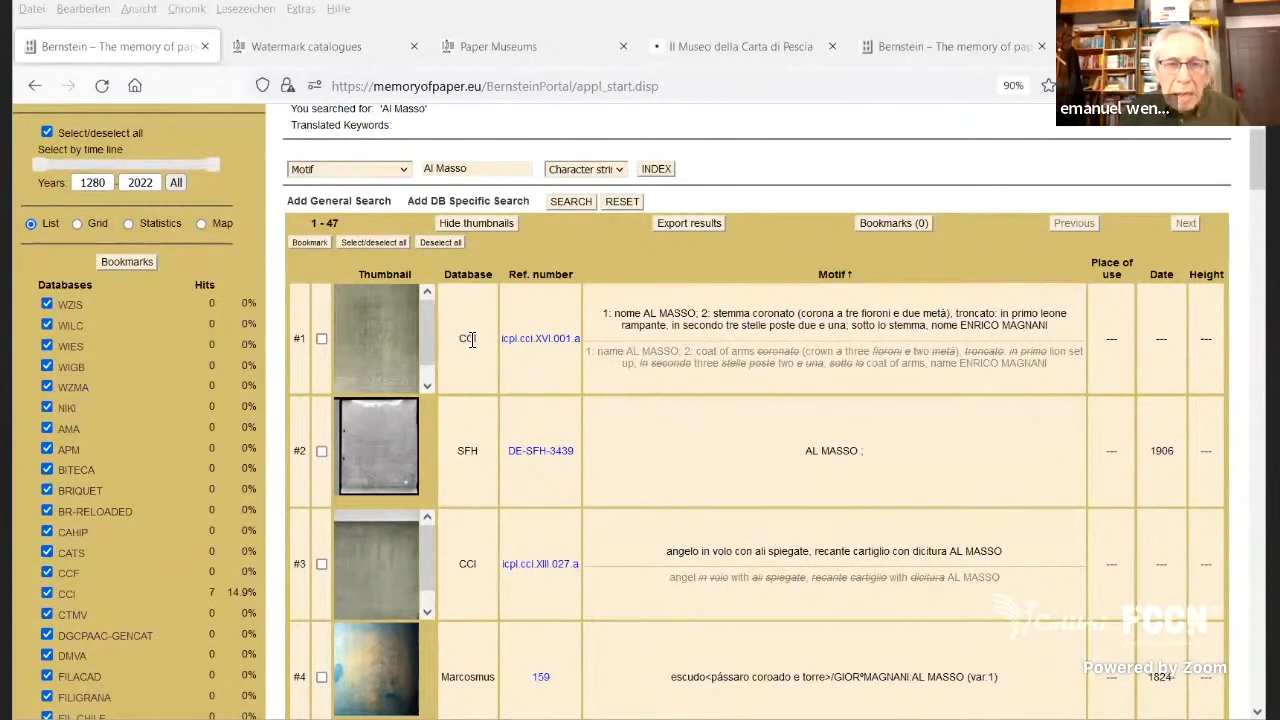 Datei Bearbeiten Ansicht Chronik Lesezeichen Extras Hilfe
Bernstein – The memory of pap
Watermark catalogues
Paper Museums
Il Museo della Carta di Pescia
Bernstein – The memory of pap
https://memoryofpaper.eu/BernsteinPortal/appl_start.disp
90%
emanuel wen...
Select/deselect all
Select by time line
Years: 1280 - 2022 All
List Grid Statistics Map
Bookmarks
Databases Hits
WZIS 0 0%
WILC 0 0%
WIES 0 0%
WIGB 0 0%
WZMA 0 0%
NIKI 0 0%
AMA 0 0%
APM 0 0%
BITECA 0 0%
BRIQUET 0 0%
BR-RELOADED 0 0%
CAHIP 0 0%
CATS 0 0%
CCF 0 0%
CCI 7 14.9%
CTMV 0 0%
DGCPAAC-GENCAT 0 0%
DMVA 0 0%
FILACAD 0 0%
FILIGRANA 0 0%
FIL CHILE 0 0%
You searched for: 'Al Masso'
Translated Keywords:
Motif Al Masso Character strin INDEX
Add General Search Add DB Specific Search SEARCH RESET
1 - 47 Hide thumbnails Export results Bookmarks (0) Previous Next
Bookmark Select/deselect all Deselect all
Thumbnail Database Ref. number Motif↑ Place of use Date Height
#1 CCI icpl.cci.XVI.001.a --- --- ---
1: nome AL MASSO; 2: stemma coronato (corona a tre fioroni e due metà), troncato: in primo leone
rampante, in secondo tre stelle poste due e una; sotto lo stemma, nome ENRICO MAGNANI
1: name AL MASSO; 2: coat of arms coronato (crown a three fioroni e two metà), troncato: in primo lion set
up, in secondo three stelle poste two e una; sotto lo coat of arms, name ENRICO MAGNANI
#2 SFH DE-SFH-3439 AL MASSO ; --- 1906 ---
#3 CCI icpl.cci.XIII.027.a --- --- ---
angelo in volo con ali spiegate, recante cartiglio con dicitura AL MASSO
angel in volo with ali spiegate, recante cartiglio with dicitura AL MASSO
#4 Marcosmus 159 escudo<pássaro coroado e torre>/GIORºMAGNANI:AL MASSO (var.1) --- 1824- ---
FCCN
Powered by Zoom